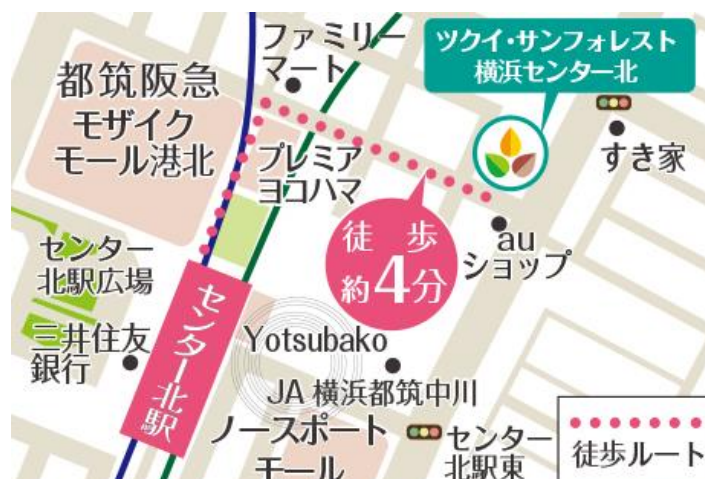 ファミリー
マート
ツクイ・サンフォレスト
横浜センター北
都筑阪急
モザイク
モール港北
プレミア
ヨコハマ
すき家
徒歩
約4分
au
ショップ
センター
北駅広場
センター北駅
三井住友
銀行
Yotsubako
JA 横浜都筑中川
ノースポート
モール
センター
北駅東
徒歩ルート